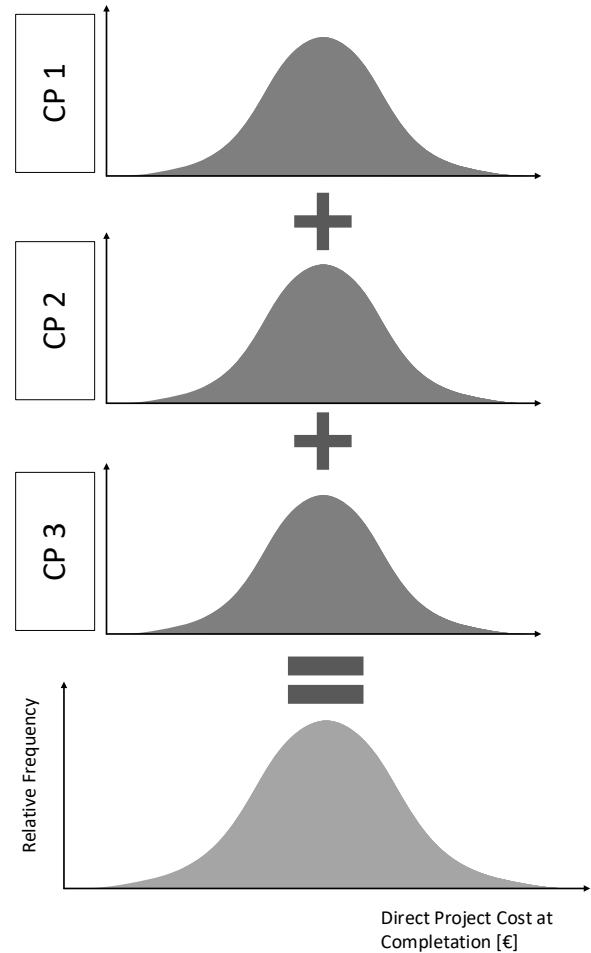 CP 1
CP 2
CP 3
Relative Frequency
Direct Project Cost at
Completation [€]